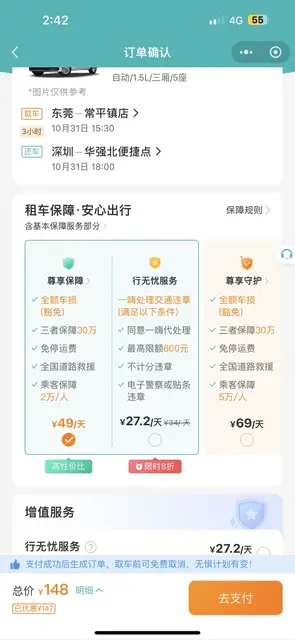 2:42
4G
55
订单确认
自动/1.5L/三厢/5座
*图片仅供参考
取车
东莞—常平镇店
10月31日 15:30
3小时
还车
深圳—华强北便捷点
10月31日 18:00
租车保障·安心出行
保障规则
含基本保障服务部分
尊享保障
全额车损
(豁免)
三者保障30万
免停运费
全国道路救援
乘客保障
2万/人
¥49/天
高性价比
行无忧服务
一嗨处理交通违章
(满足以下条件)
同意一嗨代处理
最高限额600元
不计分违章
电子警察或贴条
违章
¥27.2/天 ¥34/天
限时8折
尊享守护
全额车损
(豁免)
三者保障30万
免停运费
全国道路救援
乘客保障
5万/人
¥69/天
增值服务
行无忧服务
?
¥27.2/天
支付成功后生成订单，取车前可免费取消，无惧计划有变！
总价 ¥148 明细
已优惠¥147
去支付